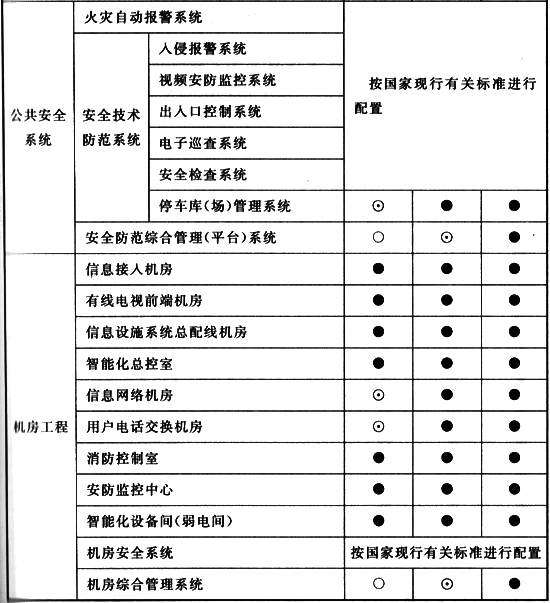 火灾自动报警系统
入侵报警系统
视频安防监控系统
按国家现行有关标准进行
配置
公共安全
系统
安全技术
防范系统
出入口控制系统
电子巡查系统
安全检查系统
停车库(场)管理系统 ⊙ ● ●
安全防范综合管理(平台)系统 ○ ⊙ ●
机房工程
信息接入机房 ● ● ●
有线电视前端机房 ● ● ●
信息设施系统总配线机房 ● ● ●
智能化总控室 ● ● ●
信息网络机房 ⊙ ● ●
用户电话交换机房 ⊙ ● ●
消防控制室 ● ● ●
安防监控中心 ● ● ●
智能化设备间(弱电间) ● ● ●
机房安全系统 按国家现行有关标准进行配置
机房综合管理系统 ○ ⊙ ●